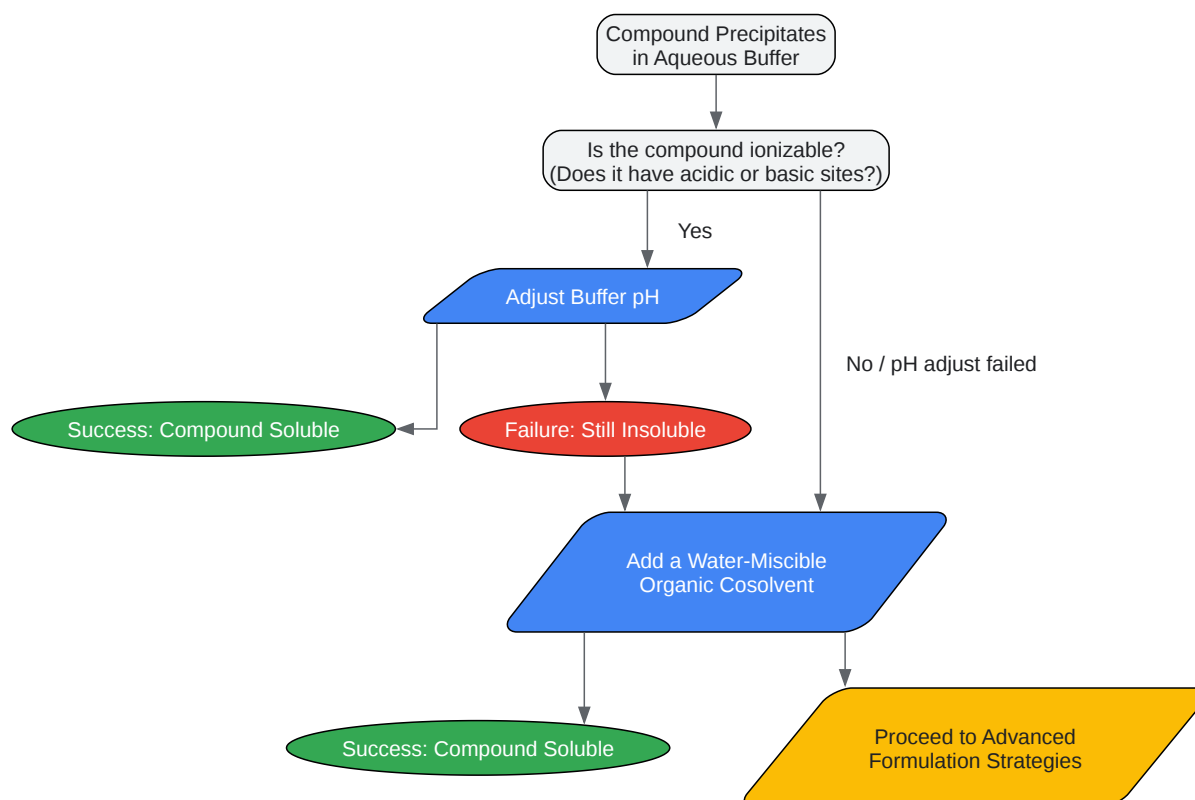 Compound Precipitates
in Aqueous Buffer
Is the compound ionizable?
(Does it have acidic or basic sites?)
Yes
Adjust Buffer pH
No / pH adjust failed
Success: Compound Soluble
Failure: Still Insoluble
Add a Water-Miscible
Organic Cosolvent
Success: Compound Soluble
Proceed to Advanced
Formulation Strategies